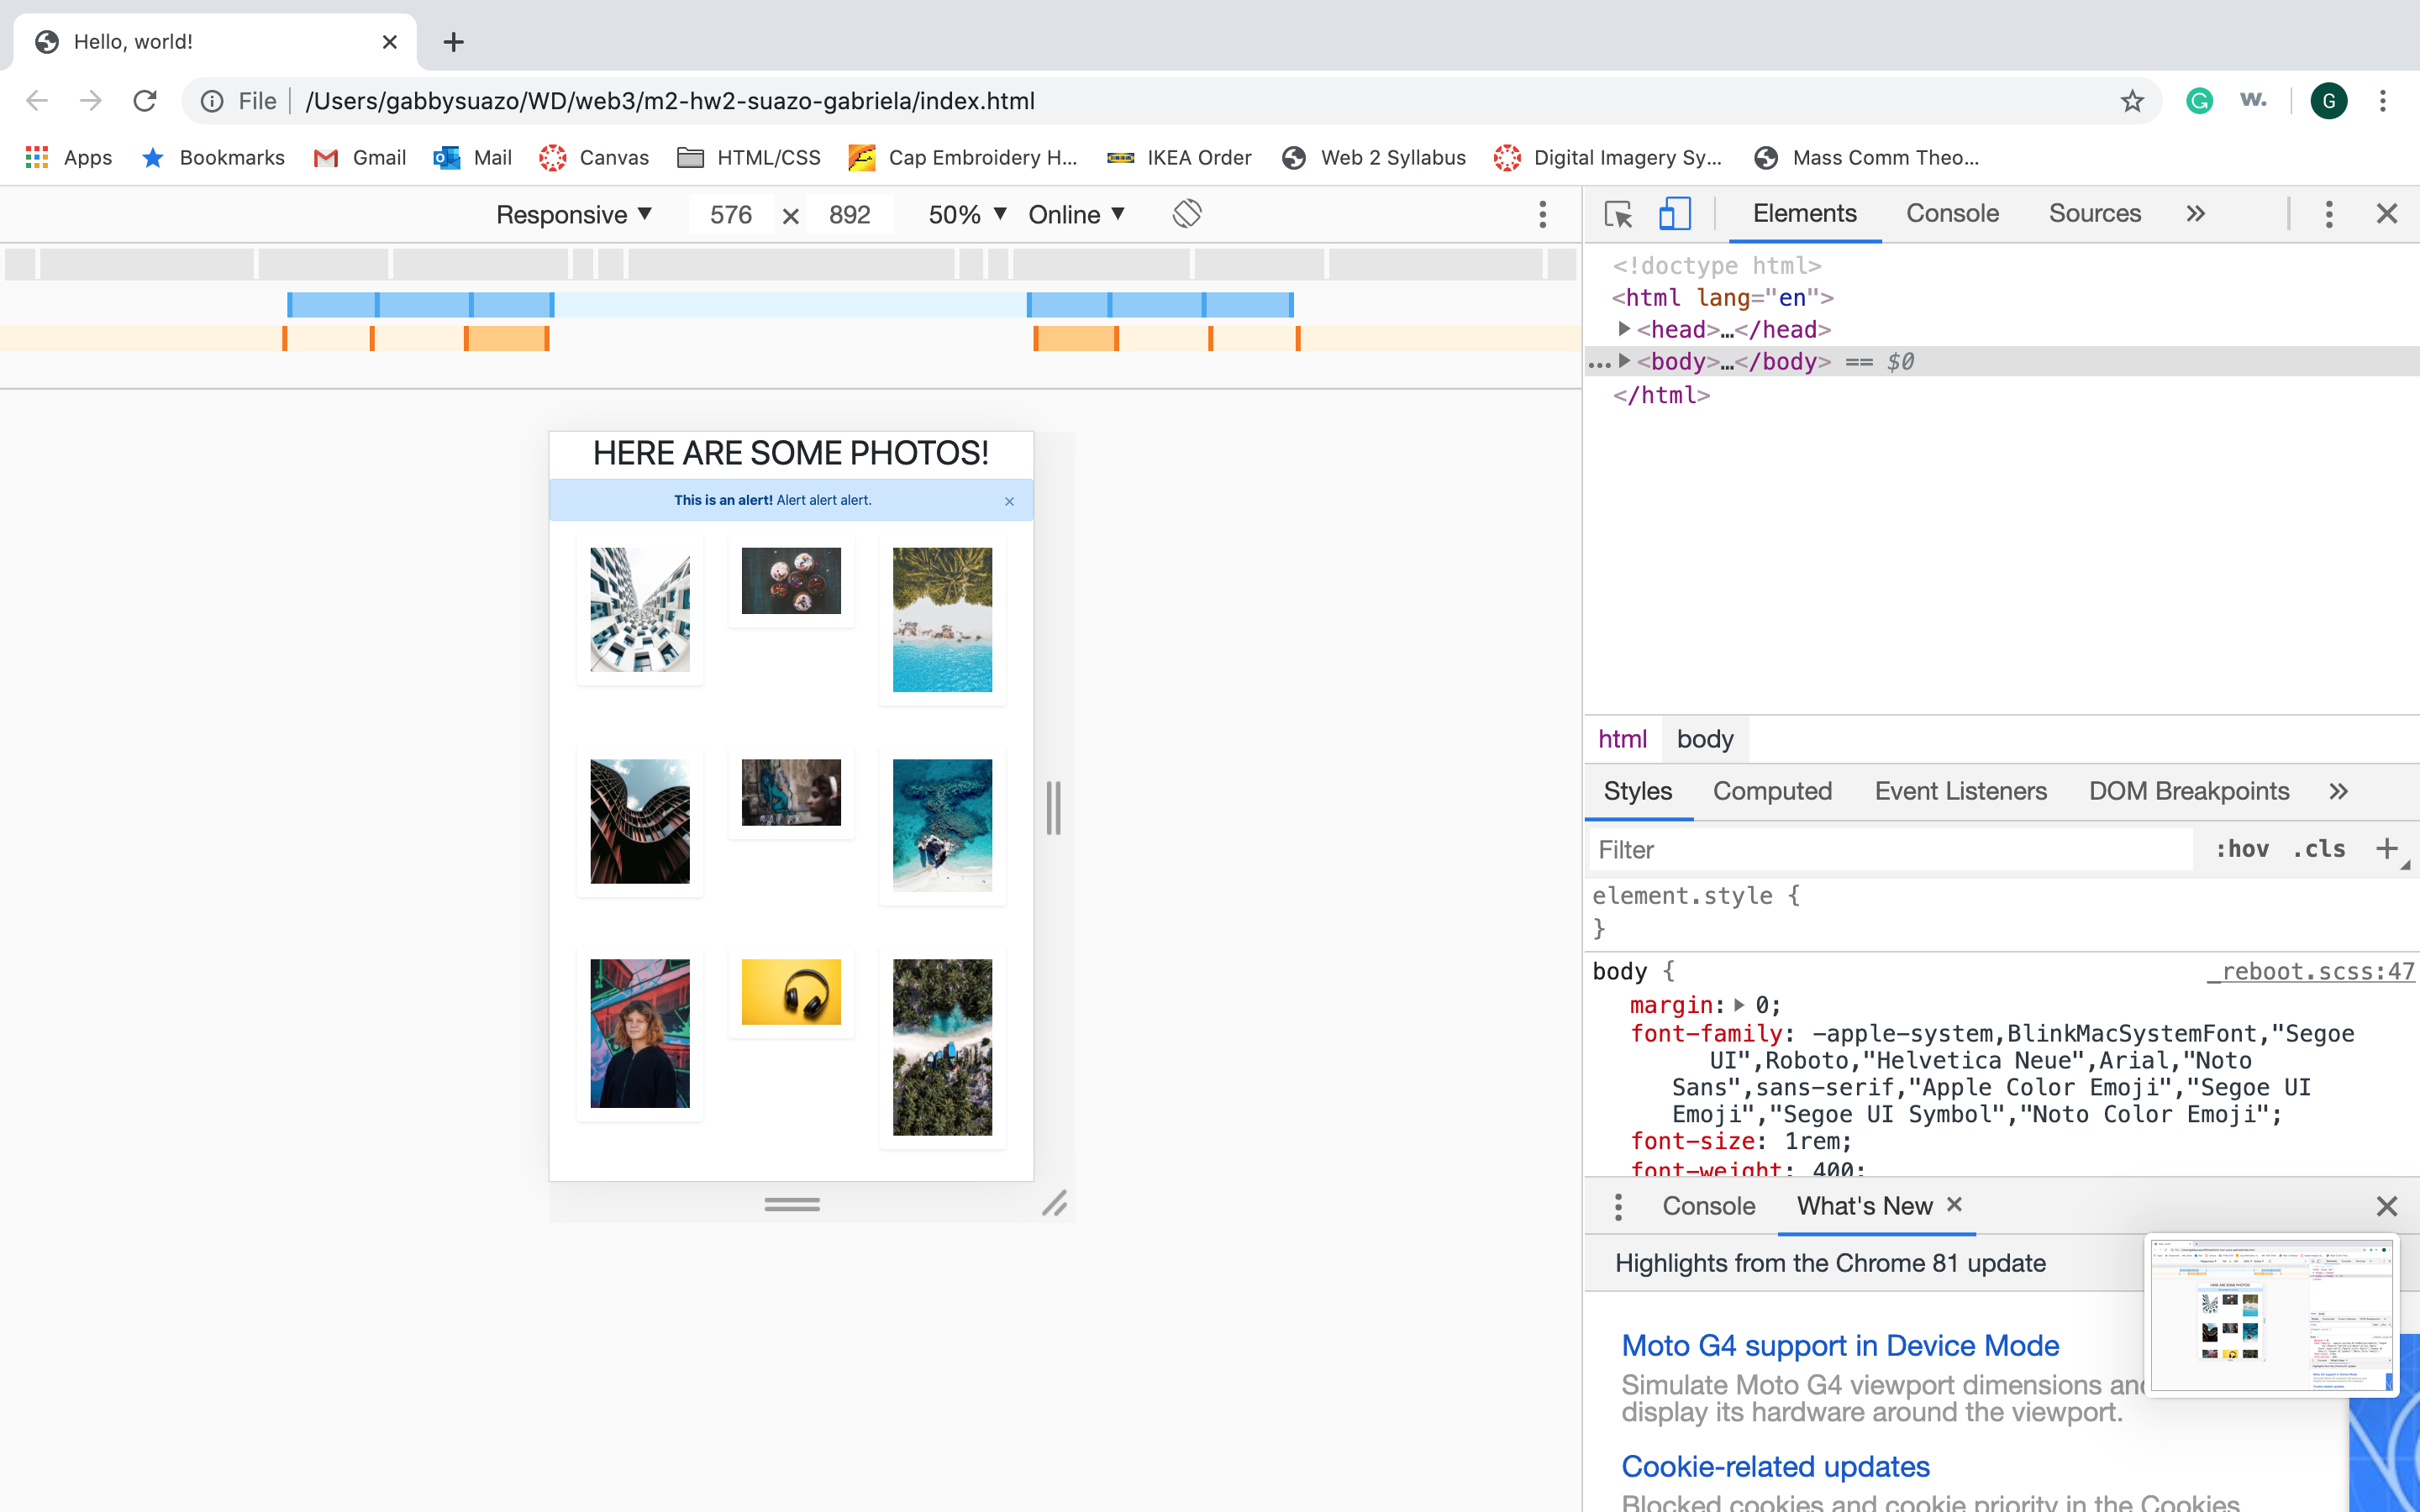 Hello, world!
File /Users/gabbysuazo/WD/web3/m2-hw2-suazo-gabriela/index.html
G w. G
Apps Bookmarks Gmail Mail Canvas HTML/CSS Cap Embroidery H... IKEA Order Web 2 Syllabus Digital Imagery Sy... Mass Comm Theo...
Responsive 576 × 892 50% Online
Elements Console Sources
<!doctype html>
<html lang="en">
<head>…</head>
<body>…</body> == $0
</html>
HERE ARE SOME PHOTOS!
This is an alert! Alert alert alert. ×
html body
Styles Computed Event Listeners DOM Breakpoints
Filter :hov .cls
element.style {
}
body { _reboot.scss:47
margin: 0;
font-family: -apple-system,BlinkMacSystemFont,"Segoe
UI",Roboto,"Helvetica Neue",Arial,"Noto
Sans",sans-serif,"Apple Color Emoji","Segoe UI
Emoji","Segoe UI Symbol","Noto Color Emoji";
font-size: 1rem;
font-weight: 400;
Console What's New
Highlights from the Chrome 81 update
Moto G4 support in Device Mode
Simulate Moto G4 viewport dimensions and
display its hardware around the viewport.
Cookie-related updates
Blocked cookies and cookie priority in the Cookies